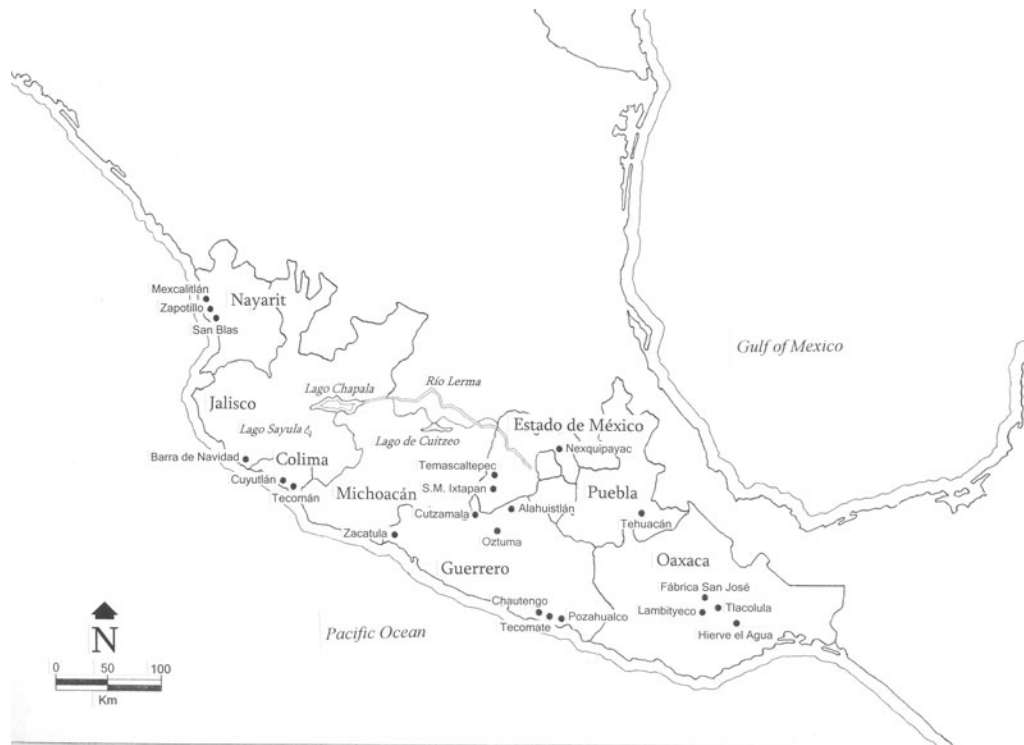 Mexcalitlán
Zapotillo
San Blas
Nayarit
Gulf of Mexico
Jalisco
Lago Chapala
Río Lerma
Lago Sayula
Lago de Cuitzeo
Estado de México
Nexquipayac
Barra de Navidad
Colima
Cuyutlán
Tecomán
Michoacán
Temascaltepec
S.M. Ixtapan
Cutzamala
Alahuistlán
Puebla
Tehuacán
Zacatula
Oztuma
Guerrero
Oaxaca
Fábrica San José
Lambityeco
Tlacolula
Hierve el Agua
Chautengo
Tecomate
Pozahualco
Pacific Ocean
N
0 50 100
Km